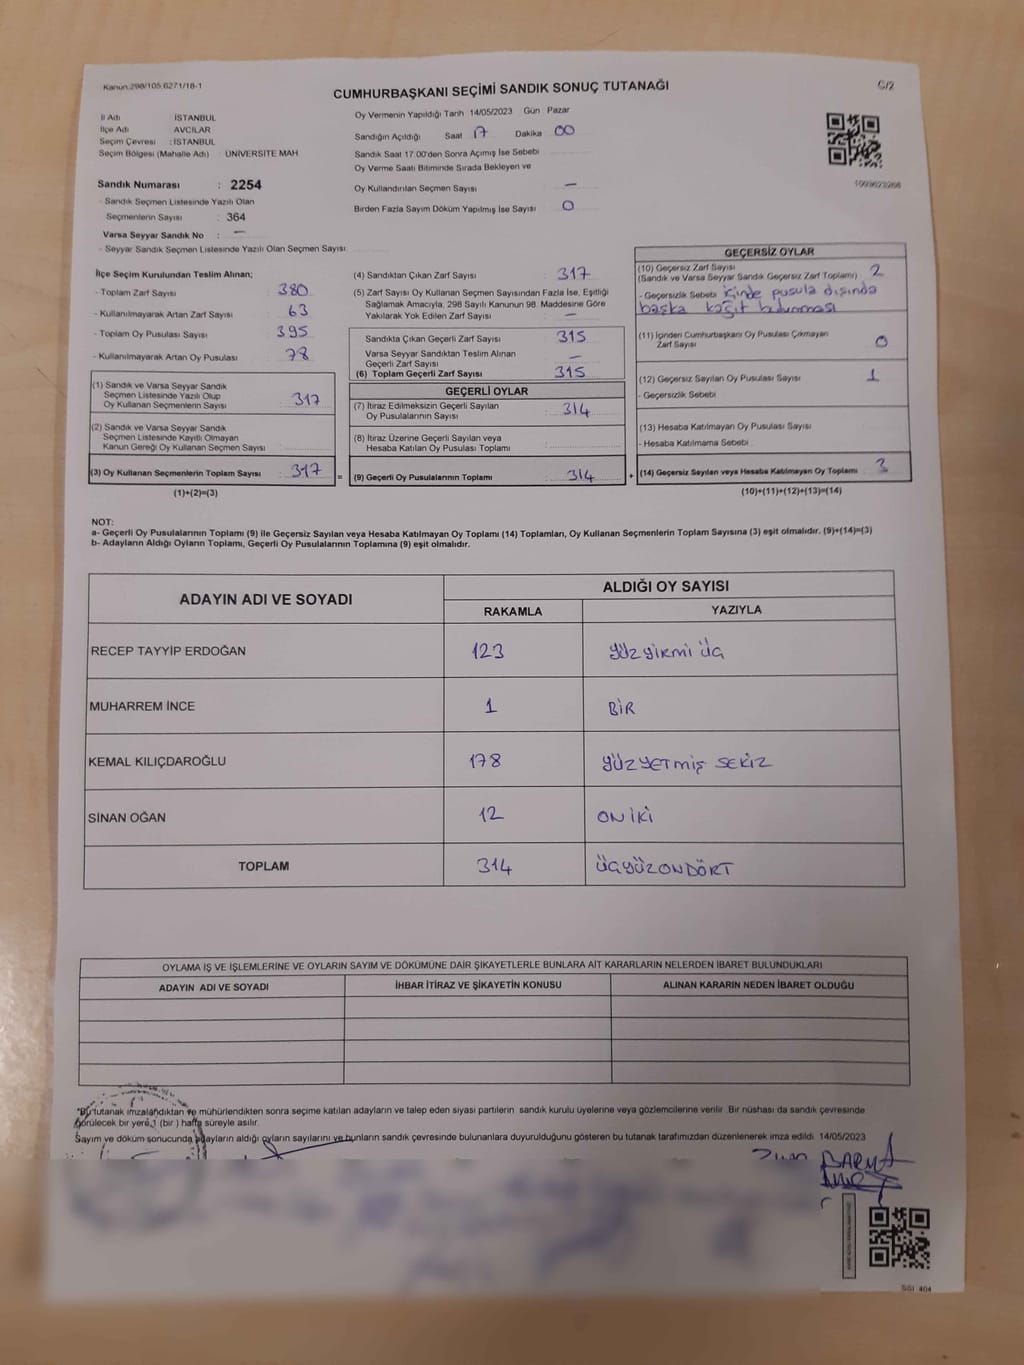 Kanun:298/105,6271/18-1
CUMHURBAŞKANI SEÇİMİ SANDIK SONUÇ TUTANAĞI
C/2
İl Adı İSTANBUL
İlçe Adı AVCILAR
Seçim Çevresi : İSTANBUL
Seçim Bölgesi (Mahalle Adı) : ÜNİVERSİTE MAH
Oy Vermenin Yapıldığı Tarih 14/05/2023 Gün Pazar
Sandığın Açıldığı Saat 17 Dakika 00
Sandık Saat 17:00'den Sonra Açımış İse Sebebi
Oy Verme Saati Bitiminde Sırada Bekleyen ve
Oy Kullandırılan Seçmen Sayısı —
Birden Fazla Sayım Döküm Yapılmış İse Sayısı 0
Sandık Numarası : 2254
- Sandık Seçmen Listesinde Yazılı Olan
Seçmenlerin Sayısı : 364
Varsa Seyyar Sandık No : —
- Seyyar Sandık Seçmen Listesinde Yazılı Olan Seçmen Sayısı
İlçe Seçim Kurulundan Teslim Alınan;
- Toplam Zarf Sayısı : 380
- Kullanılmayarak Artan Zarf Sayısı : 63
- Toplam Oy Pusulası Sayısı : 395
- Kullanılmayarak Artan Oy Pusulası : 78
(1) Sandık ve Varsa Seyyar Sandık
Seçmen Listesinde Yazılı Olup
Oy Kullanan Seçmenlerin Sayısı : 317
(2) Sandık ve Varsa Seyyar Sandık
Seçmen Listesinde Kayıtlı Olmayan
Kanun Gereği Oy Kullanan Seçmen Sayısı :
(3) Oy Kullanan Seçmenlerin Toplam Sayısı : 317 =
(1)+(2)=(3)
(4) Sandıktan Çıkan Zarf Sayısı : 317
(5) Zarf Sayısı Oy Kullanan Seçmen Sayısından Fazla İse, Eşitliği
Sağlamak Amacıyla, 298 Sayılı Kanunun 98. Maddesine Göre
Yakılarak Yok Edilen Zarf Sayısı : —
Sandıkta Çıkan Geçerli Zarf Sayısı : 315
Varsa Seyyar Sandıktan Teslim Alınan
Geçerli Zarf Sayısı : —
(6) Toplam Geçerli Zarf Sayısı : 315
GEÇERLİ OYLAR
(7) İtiraz Edilmeksizin Geçerli Sayılan
Oy Pusulalarının Sayısı : 314
(8) İtiraz Üzerine Geçerli Sayılan veya
Hesaba Katılan Oy Pusulası Toplamı :
(9) Geçerli Oy Pusulalarının Toplamı : 314 +
GEÇERSİZ OYLAR
(10) Geçersiz Zarf Sayısı
(Sandık ve Varsa Seyyar Sandık Geçersiz Zarf Toplamı) : 2
- Geçersizlik Sebebi içinde pusula dışında
başka kağıt bulunması
(11) İçinden Cumhurbaşkanı Oy Pusulası Çıkmayan
Zarf Sayısı : 0
(12) Geçersiz Sayılan Oy Pusulası Sayısı : 1
- Geçersizlik Sebebi
(13) Hesaba Katılmayan Oy Pusulası Sayısı
- Hesaba Katılmama Sebebi
(14) Geçersiz Sayılan veya Hesaba Katılmayan Oy Toplamı : 3
(10)+(11)+(12)+(13)=(14)
NOT:
a- Geçerli Oy Pusulalarının Toplamı (9) ile Geçersiz Sayılan veya Hesaba Katılmayan Oy Toplamı (14) Toplamları, Oy Kullanan Seçmenlerin Toplam Sayısına (3) eşit olmalıdır. (9)+(14)=(3)
b- Adayların Aldığı Oyların Toplamı, Geçerli Oy Pusulalarının Toplamına (9) eşit olmalıdır.
ADAYIN ADI VE SOYADI
ALDIĞI OY SAYISI
RAKAMLA YAZIYLA
RECEP TAYYİP ERDOĞAN 123 yüzyirmi üç
MUHARREM İNCE 1 BİR
KEMAL KILIÇDAROĞLU 178 YÜZYETMİŞ SEKİZ
SİNAN OĞAN 12 ONİKİ
TOPLAM 314 ÜÇYÜZONDÖRT
OYLAMA İŞ VE İŞLEMLERİNE VE OYLARIN SAYIM VE DÖKÜMÜNE DAİR ŞİKAYETLERLE BUNLARA AİT KARARLARIN NELERDEN İBARET BULUNDUKLARI
ADAYIN ADI VE SOYADI İHBAR İTİRAZ VE ŞİKAYETİN KONUSU ALINAN KARARIN NEDEN İBARET OLDUĞU
"Bu tutanak imzalandıktan ve mühürlendikten sonra seçime katılan adayların ve talep eden siyasi partilerin sandık kurulu üyelerine veya gözlemcilerine verilir. Bir nüshası da sandık çevresinde
görülecek bir yere, 1 (bir ) hafta süreyle asılır.
Sayım ve döküm sonucunda adayların aldığı oyların sayılarını ve bunların sandık çevresinde bulunanlara duyurulduğunu gösteren bu tutanak tarafımızdan düzenlenerek imza edildi 14/05/2023